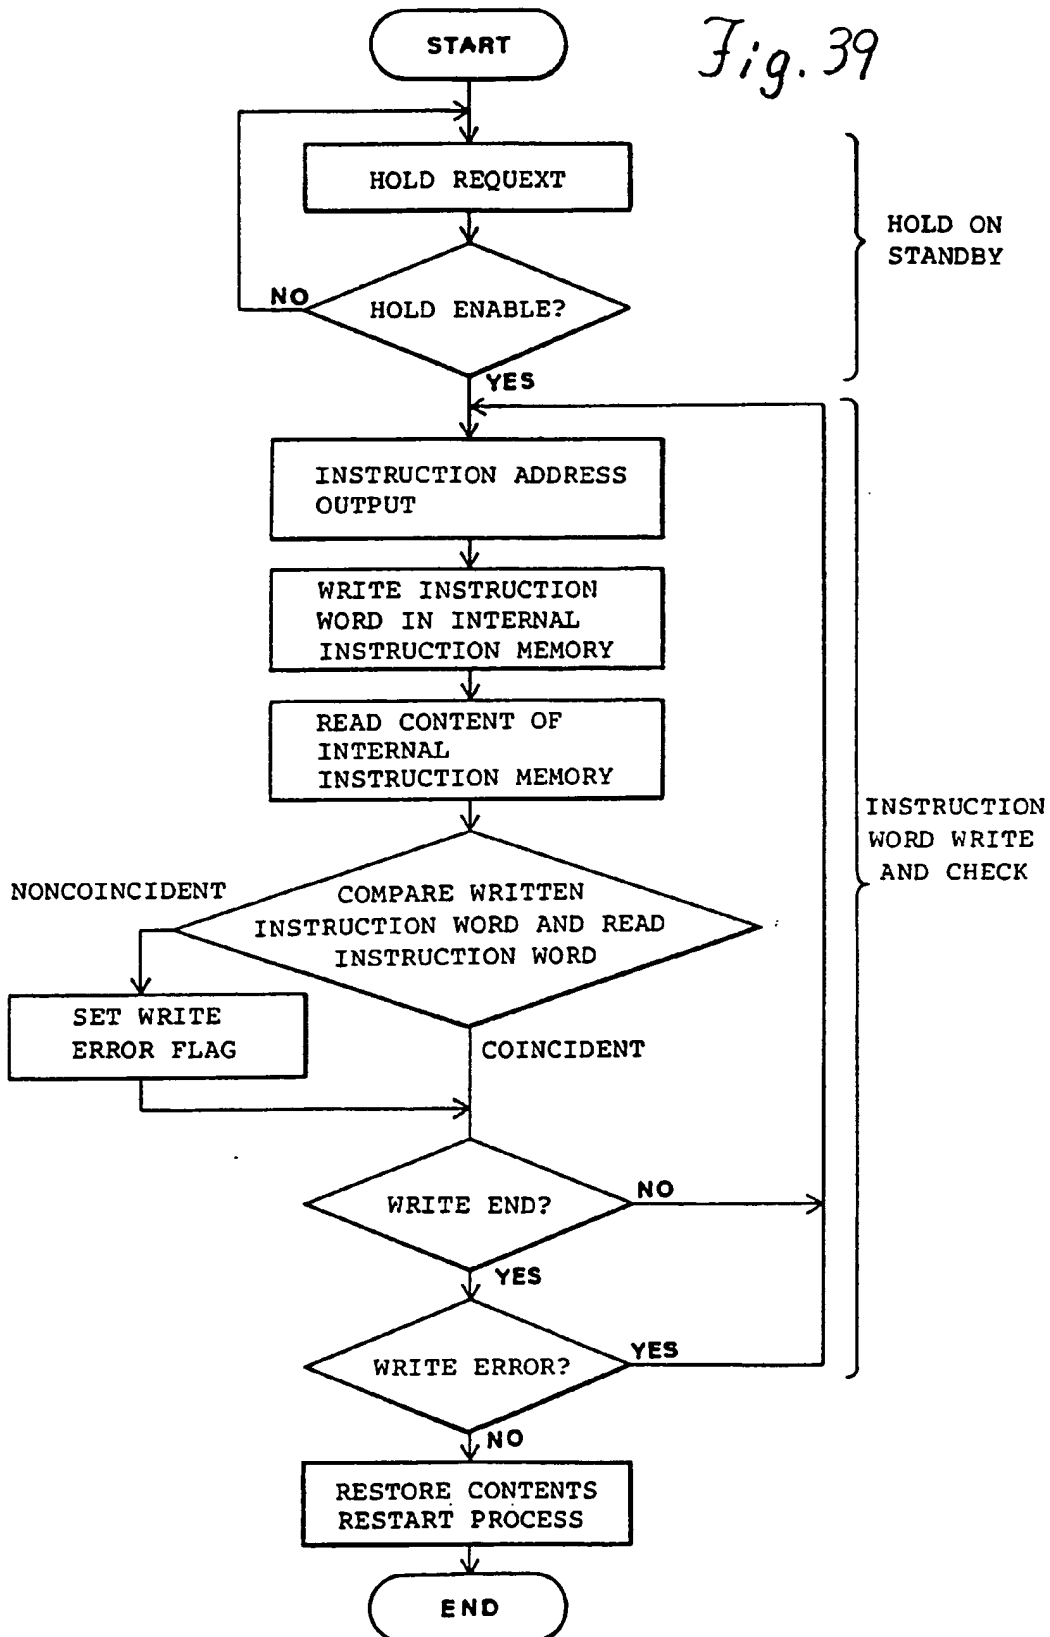 START
Fig. 39
HOLD REQUEXT
HOLD ON
STANDBY
NO
HOLD ENABLE?
YES
INSTRUCTION ADDRESS
OUTPUT
WRITE INSTRUCTION
WORD IN INTERNAL
INSTRUCTION MEMORY
READ CONTENT OF
INTERNAL
INSTRUCTION MEMORY
INSTRUCTION
WORD WRITE
AND CHECK
NONCOINCIDENT
COMPARE WRITTEN
INSTRUCTION WORD AND READ
INSTRUCTION WORD
SET WRITE
ERROR FLAG
COINCIDENT
WRITE END?
NO
YES
WRITE ERROR?
YES
NO
RESTORE CONTENTS
RESTART PROCESS
END